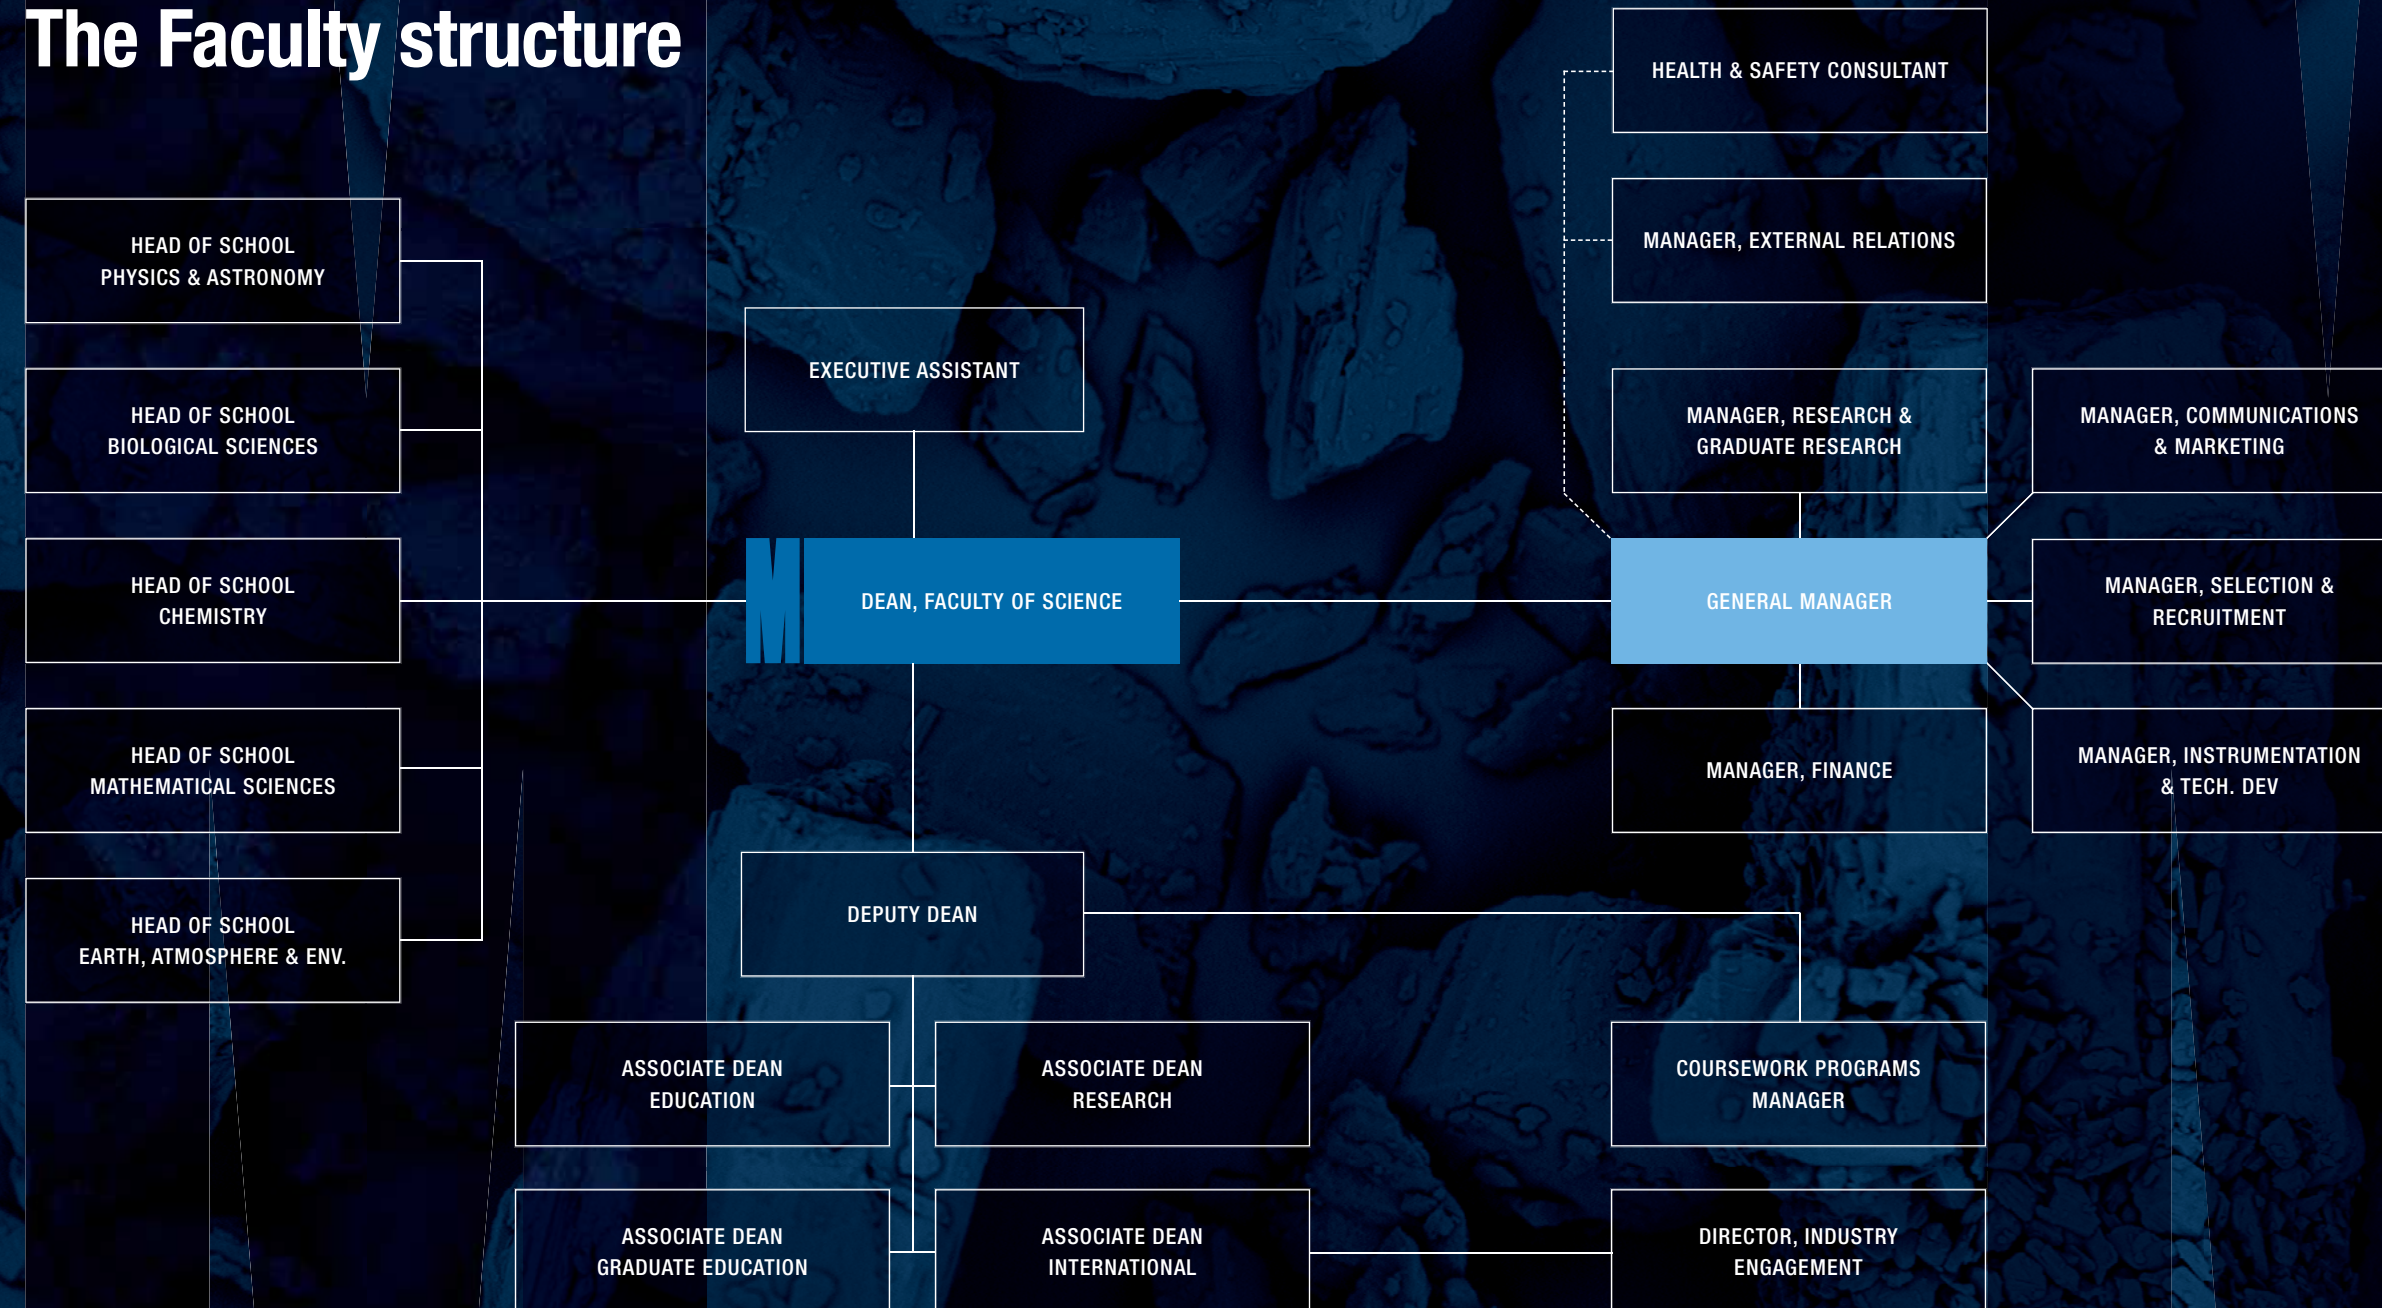 The Faculty structure
HEALTH & SAFETY CONSULTANT
MANAGER, EXTERNAL RELATIONS
HEAD OF SCHOOL
PHYSICS & ASTRONOMY
EXECUTIVE ASSISTANT
HEAD OF SCHOOL
BIOLOGICAL SCIENCES
MANAGER, RESEARCH &
GRADUATE RESEARCH
MANAGER, COMMUNICATIONS
& MARKETING
HEAD OF SCHOOL
CHEMISTRY
M
DEAN, FACULTY OF SCIENCE
GENERAL MANAGER
MANAGER, SELECTION &
RECRUITMENT
HEAD OF SCHOOL
MATHEMATICAL SCIENCES
MANAGER, FINANCE
MANAGER, INSTRUMENTATION
& TECH. DEV
HEAD OF SCHOOL
EARTH, ATMOSPHERE & ENV.
DEPUTY DEAN
ASSOCIATE DEAN
EDUCATION
ASSOCIATE DEAN
RESEARCH
COURSEWORK PROGRAMS
MANAGER
ASSOCIATE DEAN
GRADUATE EDUCATION
ASSOCIATE DEAN
INTERNATIONAL
DIRECTOR, INDUSTRY
ENGAGEMENT